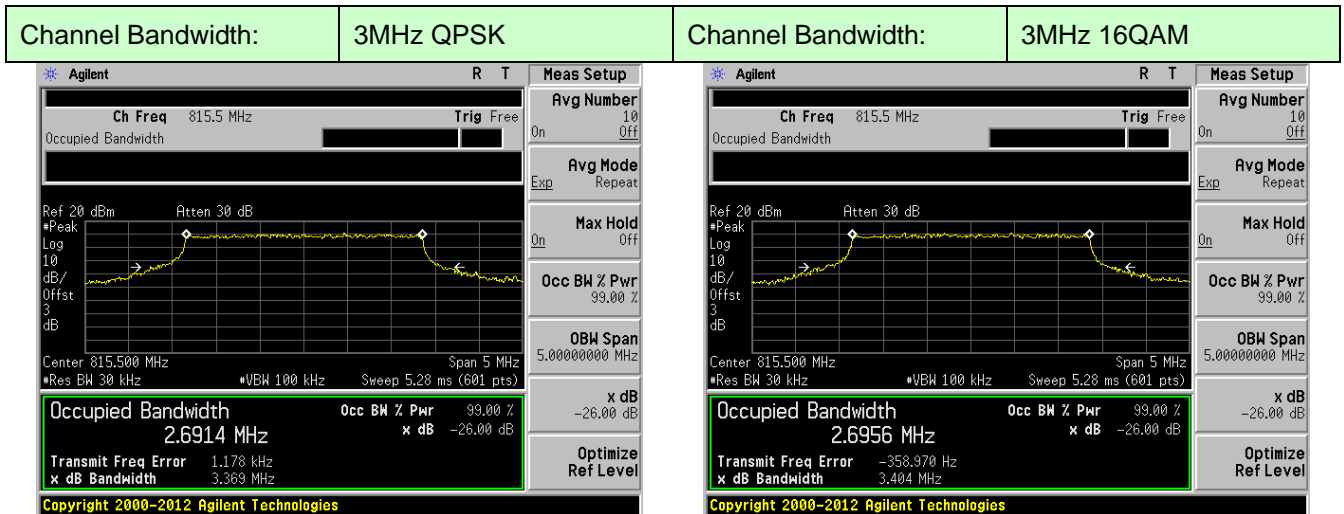 Channel Bandwidth: 3MHz QPSK
Agilent R T
Ch Freq 815.5 MHz Trig Free
Occupied Bandwidth
Ref 20 dBm Atten 30 dB
#Peak
Log
10
dB/
Offst
3
dB
Center 815.500 MHz Span 5 MHz
#Res BW 30 kHz #VBW 100 kHz Sweep 5.28 ms (601 pts)
Occupied Bandwidth Occ BW % Pwr 99.00 %
2.6914 MHz x dB -26.00 dB
Transmit Freq Error 1.178 kHz
x dB Bandwidth 3.369 MHz
Copyright 2000-2012 Agilent Technologies
Meas Setup
Avg Number
10
On Off
Avg Mode
Exp Repeat
Max Hold
On Off
Occ BW % Pwr
99.00 %
OBW Span
5.00000000 MHz
x dB
-26.00 dB
Optimize
Ref Level
Channel Bandwidth: 3MHz 16QAM
Agilent R T
Ch Freq 815.5 MHz Trig Free
Occupied Bandwidth
Ref 20 dBm Atten 30 dB
#Peak
Log
10
dB/
Offst
3
dB
Center 815.500 MHz Span 5 MHz
#Res BW 30 kHz #VBW 100 kHz Sweep 5.28 ms (601 pts)
Occupied Bandwidth Occ BW % Pwr 99.00 %
2.6956 MHz x dB -26.00 dB
Transmit Freq Error -358.970 Hz
x dB Bandwidth 3.404 MHz
Copyright 2000-2012 Agilent Technologies
Meas Setup
Avg Number
10
On Off
Avg Mode
Exp Repeat
Max Hold
On Off
Occ BW % Pwr
99.00 %
OBW Span
5.00000000 MHz
x dB
-26.00 dB
Optimize
Ref Level